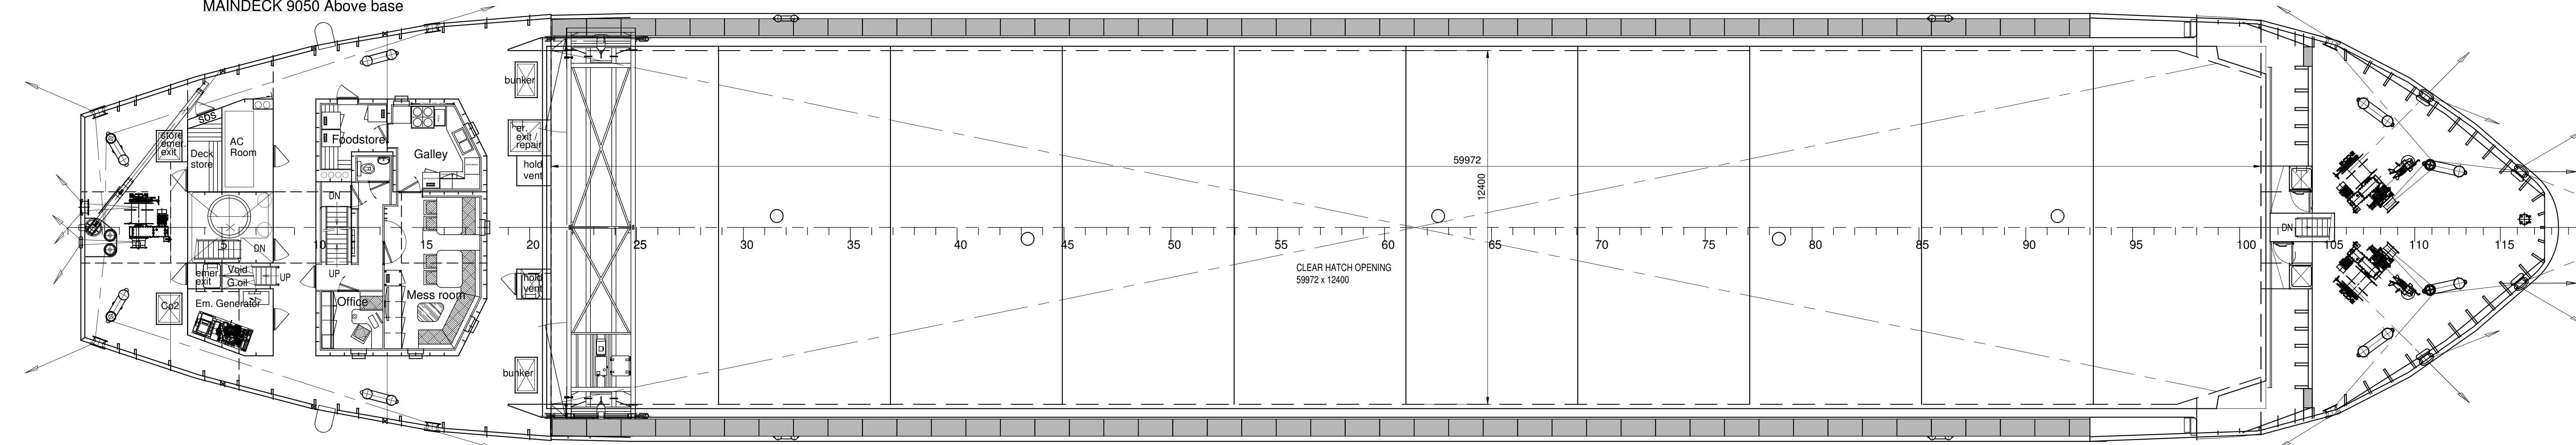 MAINDECK 9050 Above base
bunker
store
emer.
exit
SOS
Deck
store
AC
Room
Foodstore
Galley
er.
exit /
repair
hold
vent
59972
12400
DN
DN
UP
DN
5
10
15
20
25
30
35
40
45
50
55
60
65
70
75
80
85
90
95
100
105
110
115
emer.
exit
Void
G.oil
UP
Em. Generator
Co2
Office
Mess room
hold
vent
CLEAR HATCH OPENING
59972 x 12400
bunker